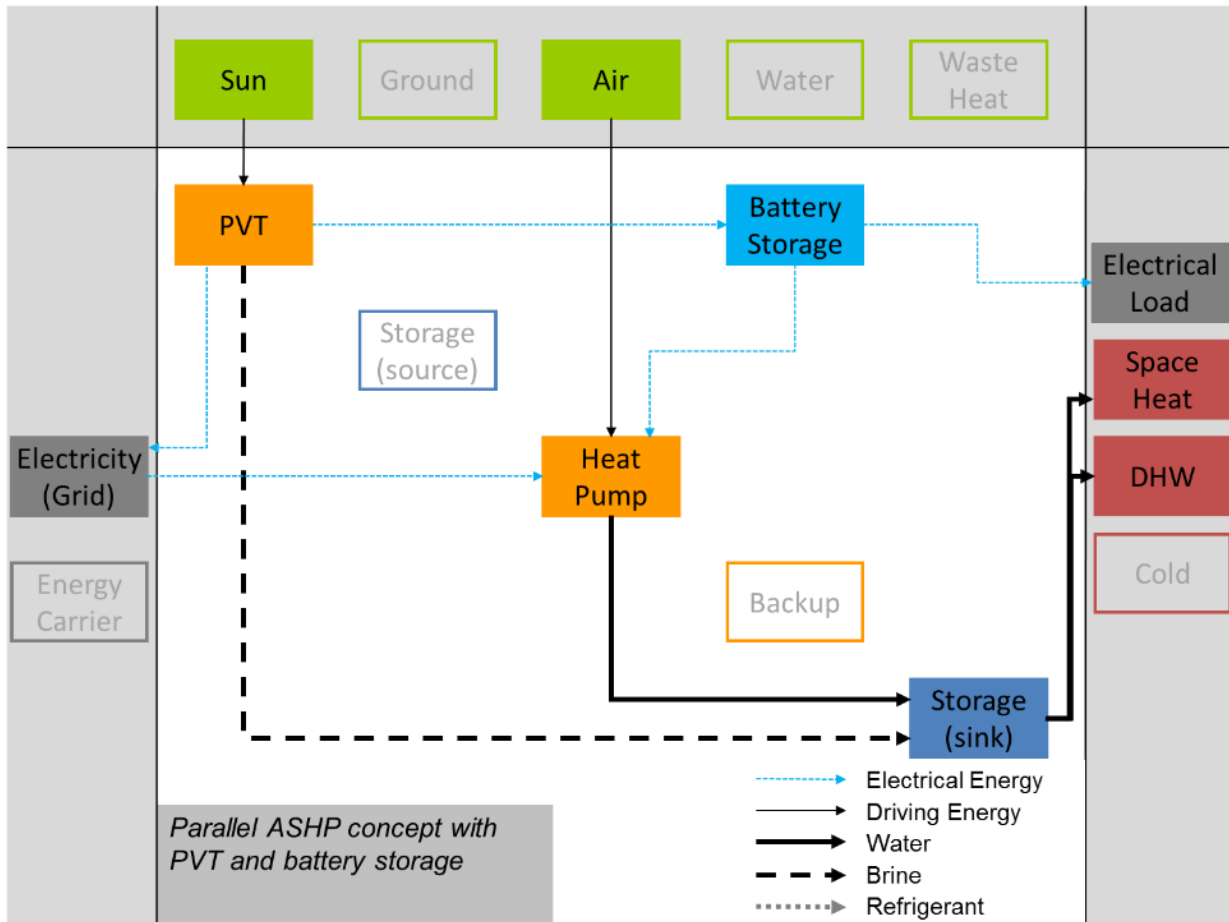 Sun
Ground
Air
Water
Waste
Heat
PVT
Battery
Storage
Electrical
Load
Storage
(source)
Space
Heat
Electricity
(Grid)
Heat
Pump
DHW
Energy
Carrier
Backup
Cold
Storage
(sink)
Electrical Energy
Driving Energy
Water
Brine
Refrigerant
Parallel ASHP concept with
PVT and battery storage